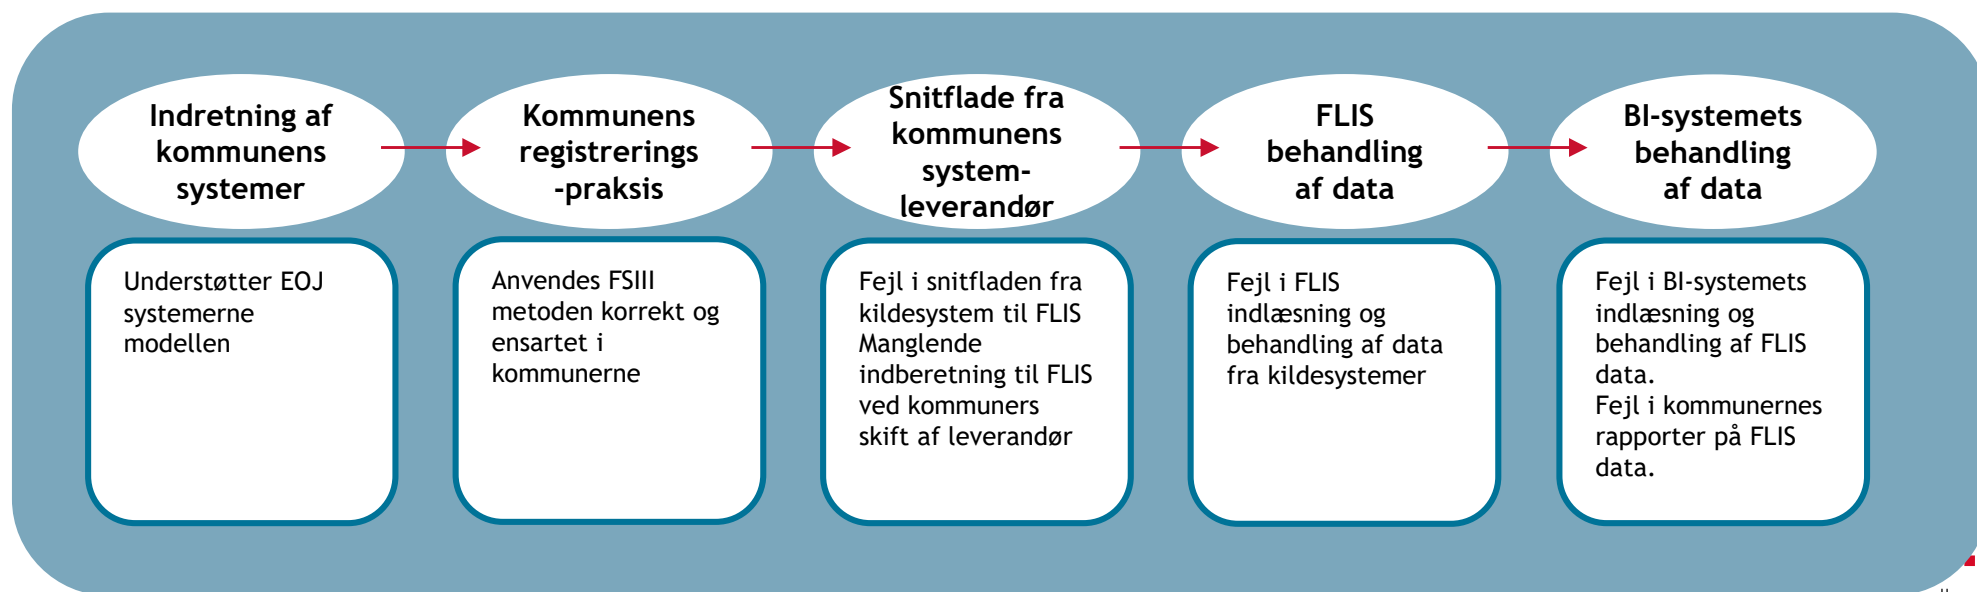 Indretning af
kommunens
systemer
Kommunens
registrerings
-praksis
Snitflade fra
kommunens
system-
leverandør
FLIS
behandling
af data
BI-systemets
behandling
af data
Understøtter EOJ
systemerne
modellen
Anvendes FSIII
metoden korrekt og
ensartet i
kommunerne
Fejl i snitfladen fra
kildesystem til FLIS
Manglende
indberetning til FLIS
ved kommuners
skift af leverandør
Fejl i FLIS
indlæsning og
behandling af data
fra kildesystemer
Fejl i BI-systemets
indlæsning og
behandling af FLIS
data.
Fejl i kommunernes
rapporter på FLIS
data.